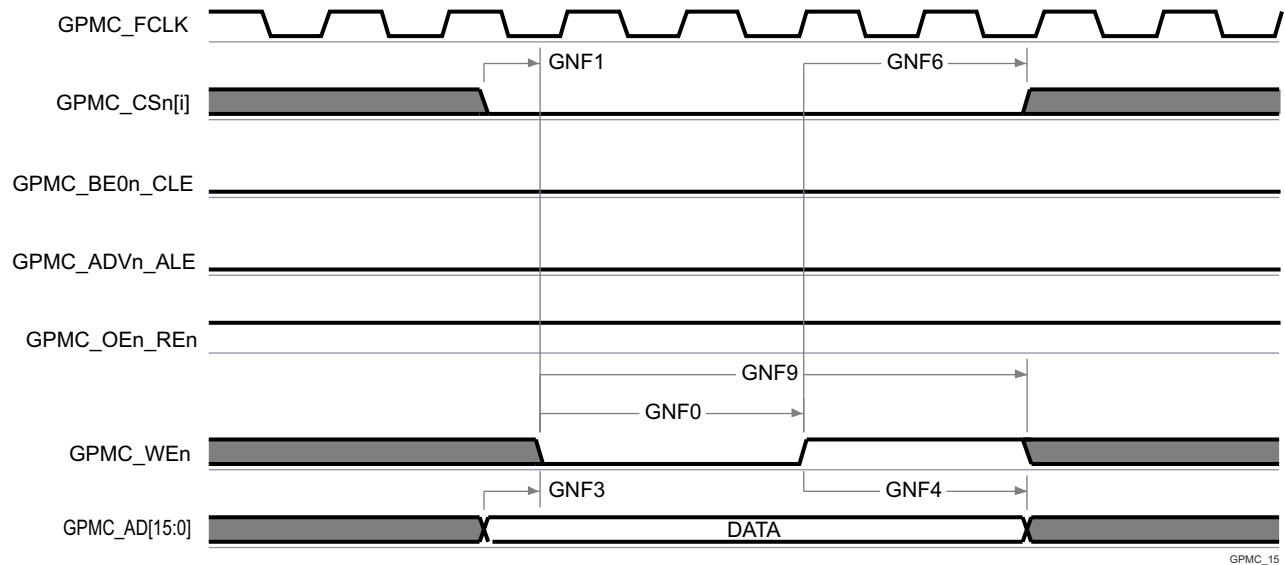 GPMC_FCLK
GNF1
GNF6
GPMC_CSn[i]
GPMC_BE0n_CLE
GPMC_ADVn_ALE
GPMC_OEn_REn
GNF9
GNF0
GPMC_WEn
GNF3
GNF4
GPMC_AD[15:0]
DATA
GPMC_15